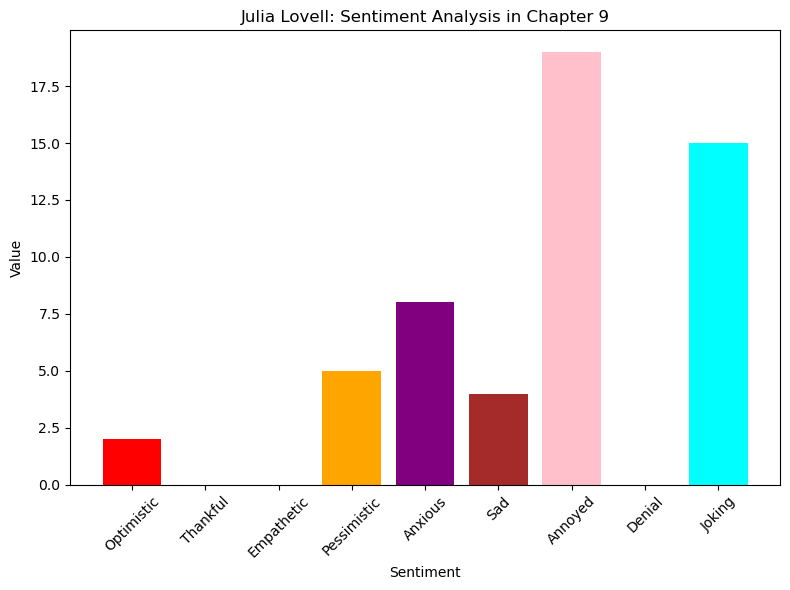 Julia Lovell: Sentiment Analysis in Chapter 9
Value
17.5
15.0
12.5
10.0
7.5
5.0
2.5
0.0
Optimistic
Thankful
Empathetic
Pessimistic
Anxious
Sad
Annoyed
Denial
Joking
Sentiment